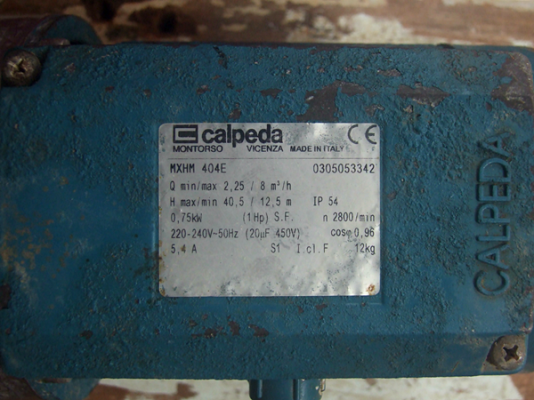 calpeda CE
MONTORSO VICENZA MADE IN ITALY
MXHM 404E 0305053342
Q min/max 2,25 / 8 m³/h
H max/min 40,5 / 12,5 m IP 54
0,75kW (1Hp) S.F. n 2800/min
220-240V~50Hz (20µF 450V) cosφ 0,96
5,4 A S1 I.cl.F 12kg
CALPEDA